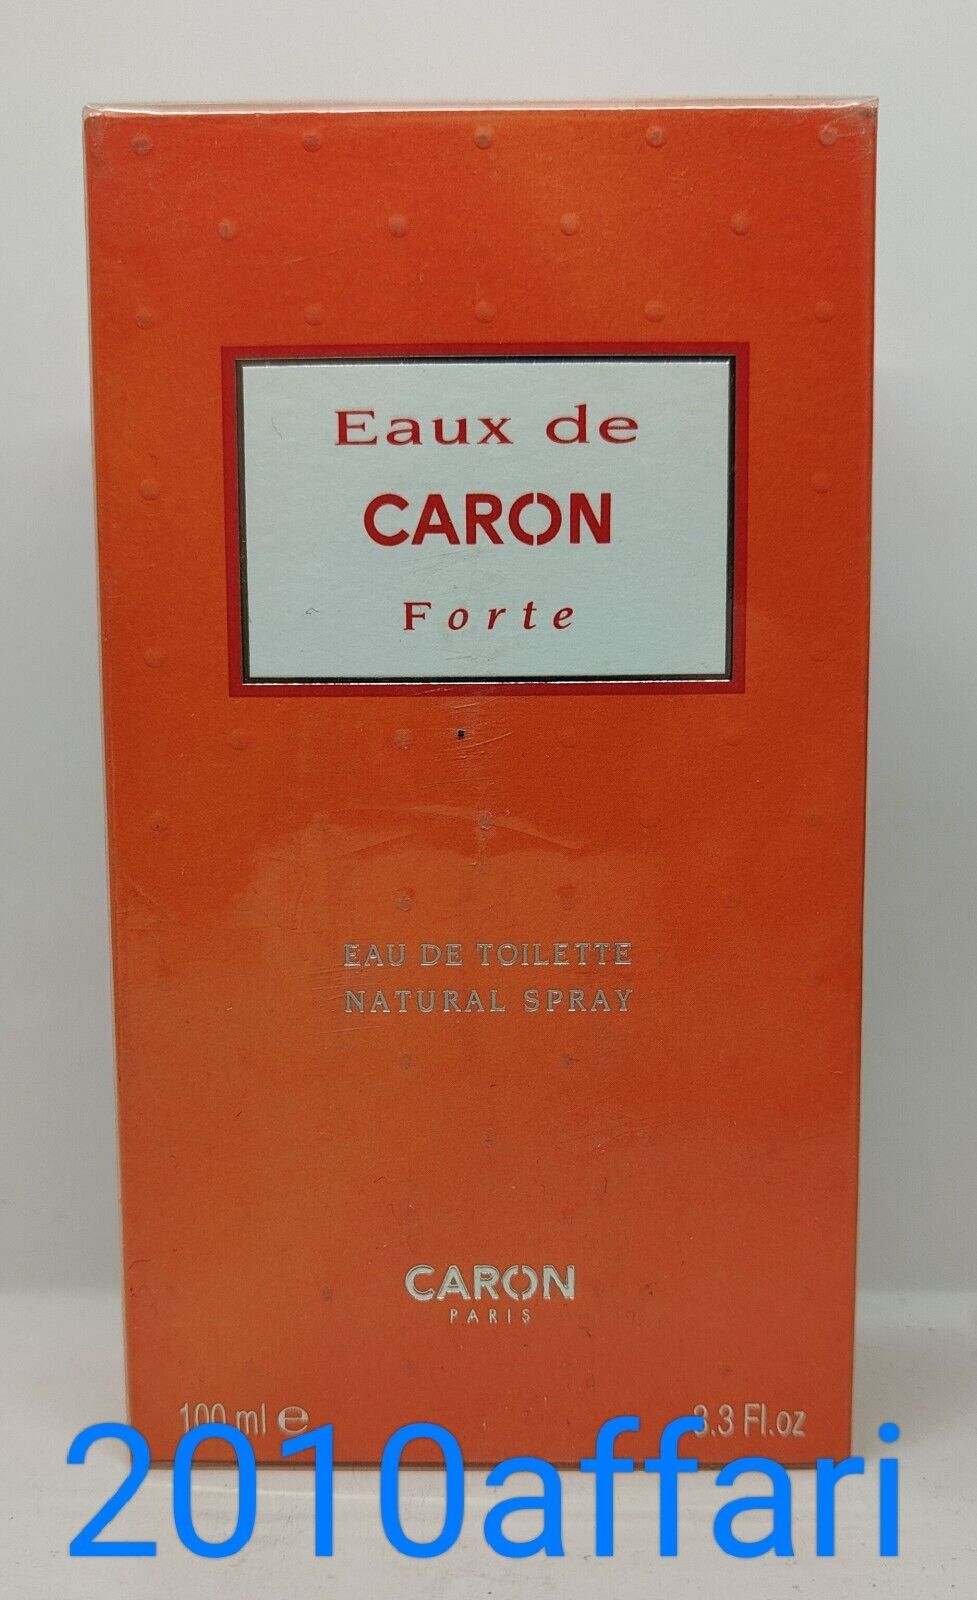 Eaux de
CARON
Forte
EAU DE TOILETTE
NATURAL SPRAY
CARON
PARIS
100 ml ℮
3.3 Fl.oz
2010affari